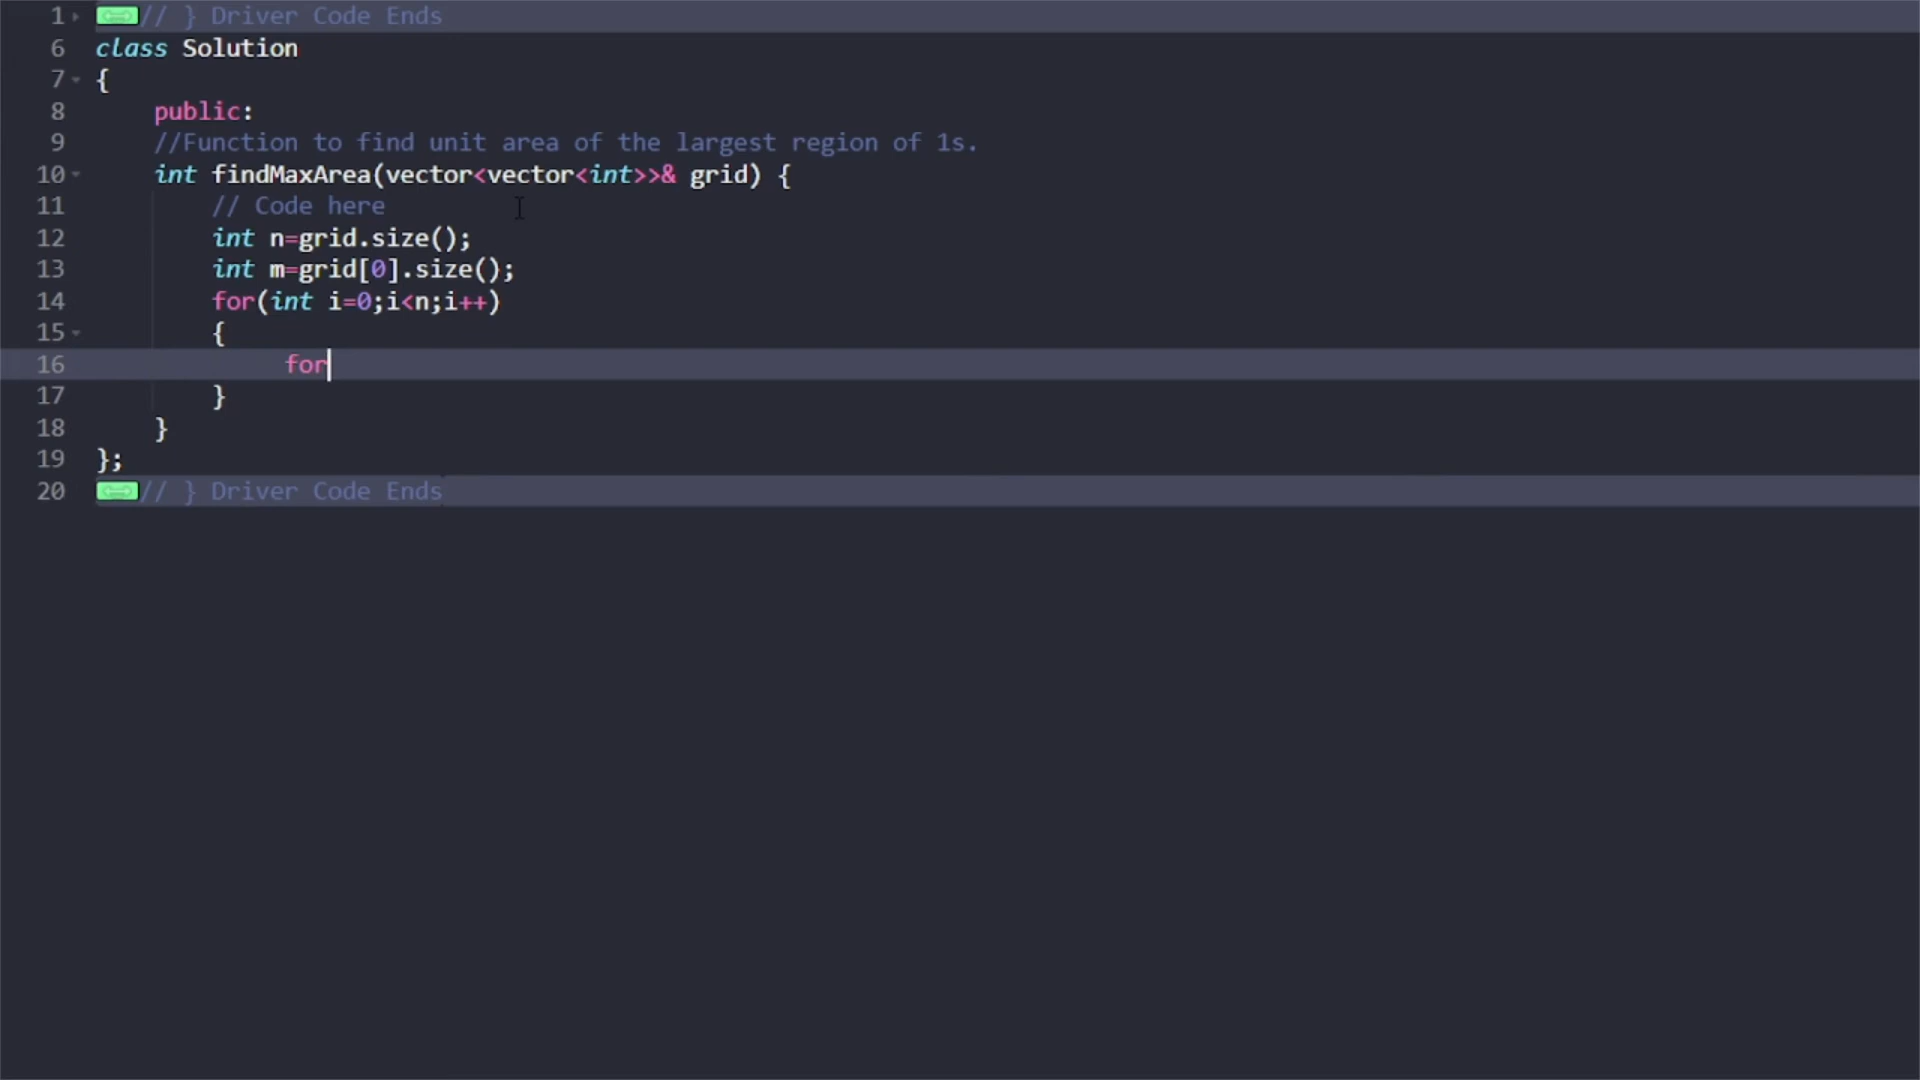 1 // } Driver Code Ends
6 class Solution
7 {
8 public:
9 //Function to find unit area of the largest region of 1s.
10 int findMaxArea(vector<vector<int>>& grid) {
11 // Code here
12 int n=grid.size();
13 int m=grid[0].size();
14 for(int i=0;i<n;i++)
15 {
16 for
17 }
18 }
19 };
20 // } Driver Code Ends